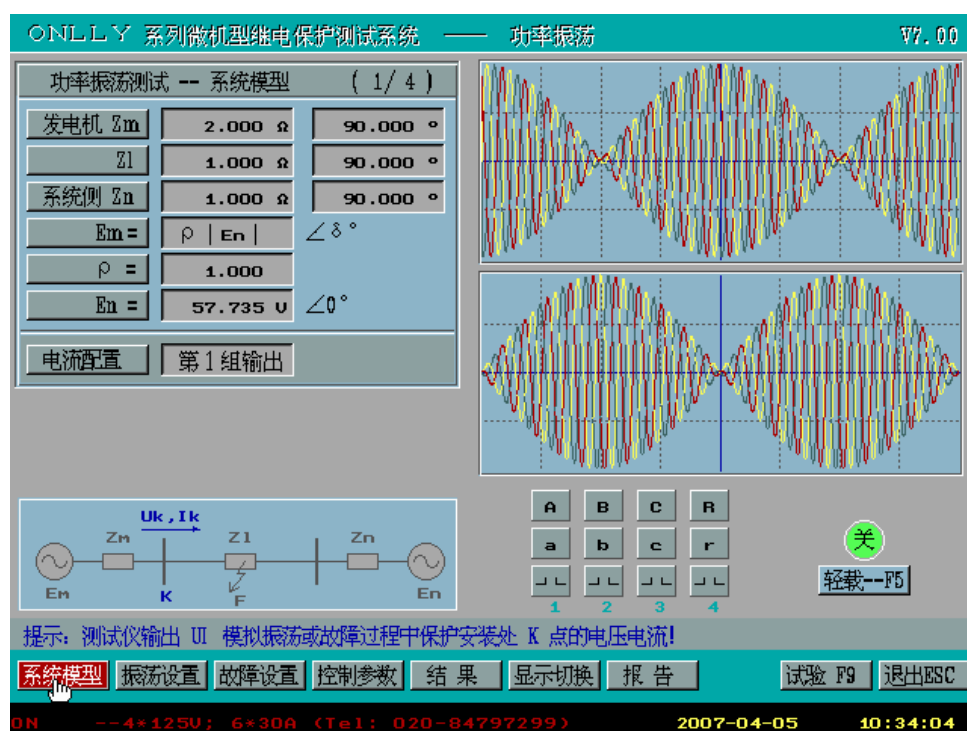 ONLLY 系列微机型继电保护测试系统 —— 功率振荡 V7.00
功率振荡测试 -- 系统模型 ( 1/ 4 )
发电机 Zm 2.000 Ω 90.000 °
Zl 1.000 Ω 90.000 °
系统侧 Zn 1.000 Ω 90.000 °
Em= ρ |En| ∠δ°
ρ = 1.000
En = 57.735 V ∠0°
电流配置 第1组输出
A B C R
a b c r
1 2 3 4
关
轻载--F5
Uk,Ik
Zm Zl Zn
Em K F En
提示: 测试仪输出 UI 模拟振荡或故障过程中保护安装处 K 点的电压电流!
系统模型 振荡设置 故障设置 控制参数 结 果 显示切换 报 告 试验 F9 退出ESC
ON --4*125V; 6*30A (Tel: 020-84797299) 2007-04-05 10:34:04